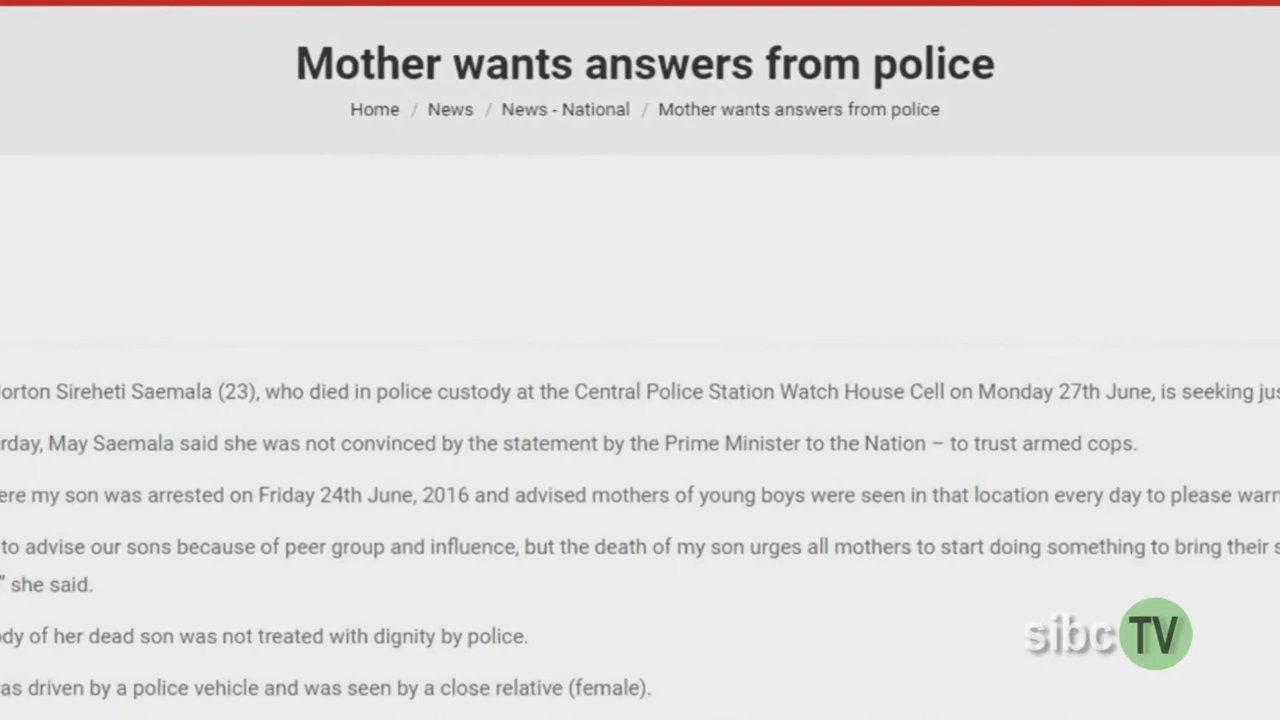 Mother wants answers from police
Home / News / News - National / Mother wants answers from police
orton Sireheti Saemala (23), who died in police custody at the Central Police Station Watch House Cell on Monday 27th June, is seeking jus
rday, May Saemala said she was not convinced by the statement by the Prime Minister to the Nation – to trust armed cops.
ere my son was arrested on Friday 24th June, 2016 and advised mothers of young boys were seen in that location every day to please warn
to advise our sons because of peer group and influence, but the death of my son urges all mothers to start doing something to bring their s
" she said.
dy of her dead son was not treated with dignity by police.
as driven by a police vehicle and was seen by a close relative (female).
sibc TV